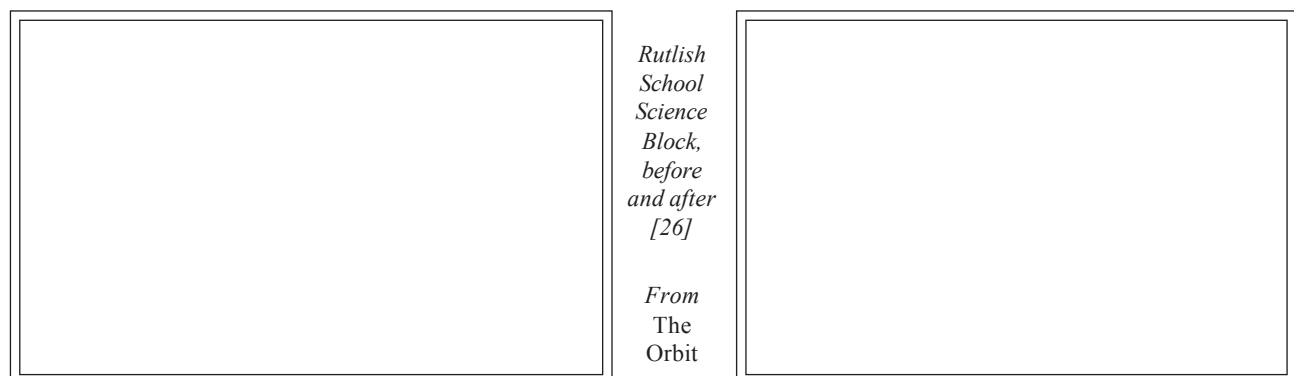 Rutlish
School
Science
Block,
before
and after
[26]
From
The
Orbit